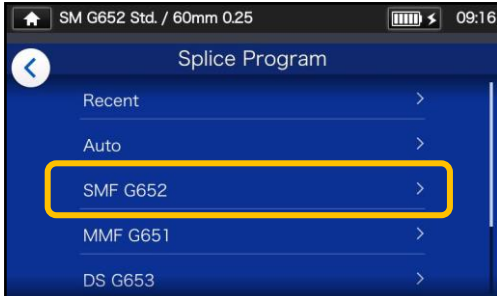 SM G652 Std. / 60mm 0.25 09:16
Splice Program
Recent
Auto
SMF G652
MMF G651
DS G653